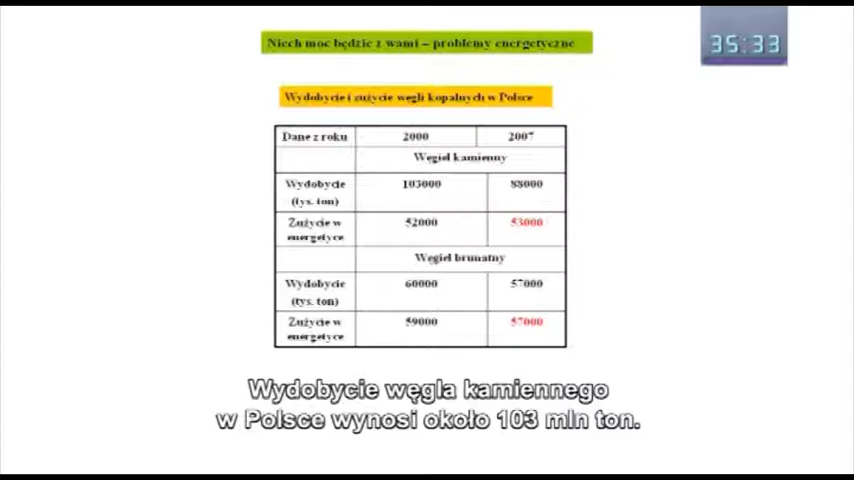 35:33
Niech moc będzie z wami – problemy energetyczne
Wydobycie i zużycie węgli kopalnych w Polsce
Dane z roku 2000 2007
Węgiel kamienny
Wydobycie (tys. ton) 103000 88000
Zużycie w energetyce 52000 53000
Węgiel brunatny
Wydobycie (tys. ton) 60000 57000
Zużycie w energetyce 59000 57000
Wydobycie węgla kamiennego
w Polsce wynosi około 103 mln ton.